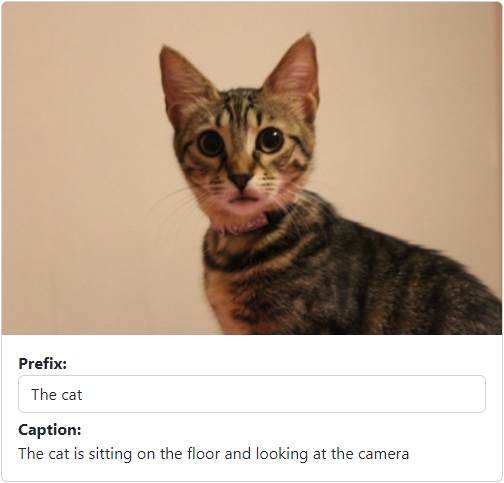 Prefix:
The cat
Caption:
The cat is sitting on the floor and looking at the camera